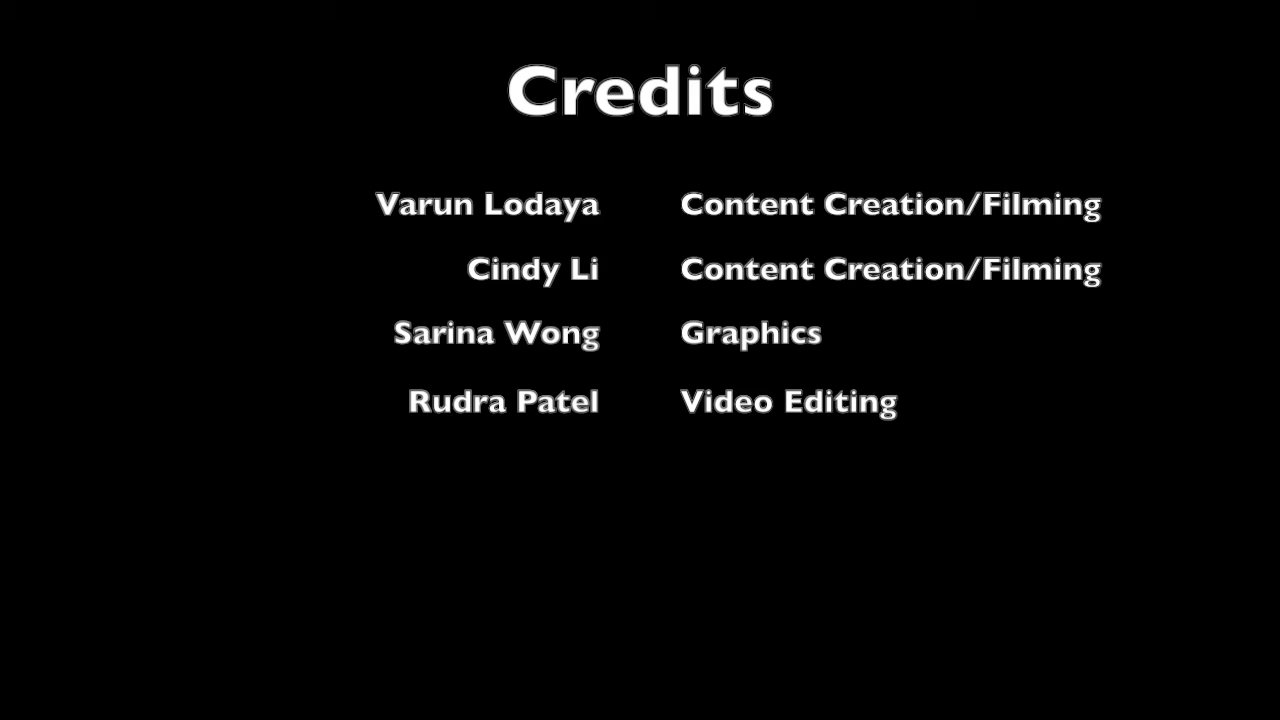 Credits
Varun Lodaya Content Creation/Filming
Cindy Li Content Creation/Filming
Sarina Wong Graphics
Rudra Patel Video Editing